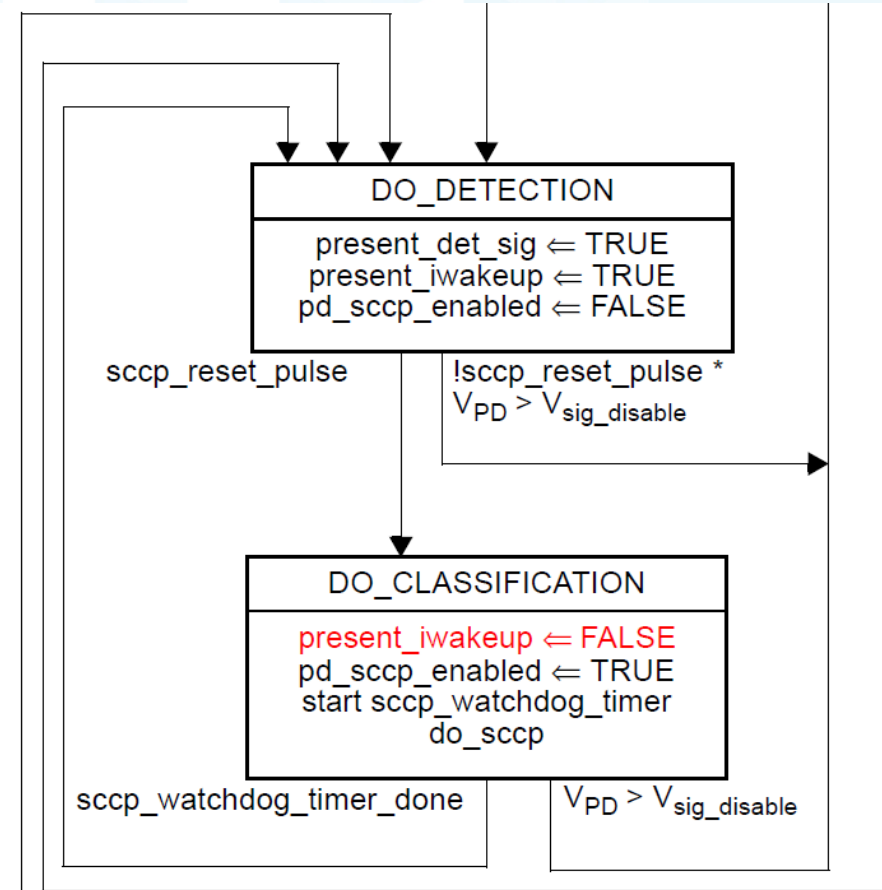 DO_DETECTION
present_det_sig ⇐ TRUE
present_iwakeup ⇐ TRUE
pd_sccp_enabled ⇐ FALSE
sccp_reset_pulse
!sccp_reset_pulse *
VPD > Vsig_disable
DO_CLASSIFICATION
present_iwakeup ⇐ FALSE
pd_sccp_enabled ⇐ TRUE
start sccp_watchdog_timer
do_sccp
sccp_watchdog_timer_done
VPD > Vsig_disable